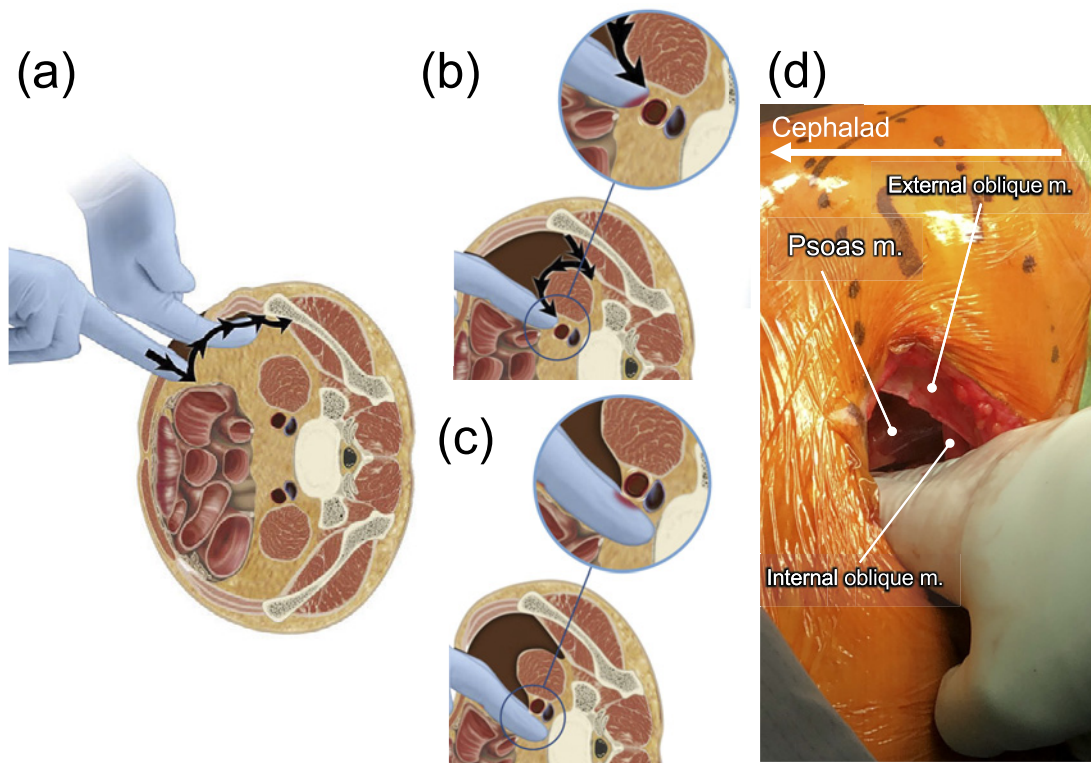 (a)
(b)
(c)
(d)
Cephalad
External oblique m.
Psoas m.
Internal oblique m.